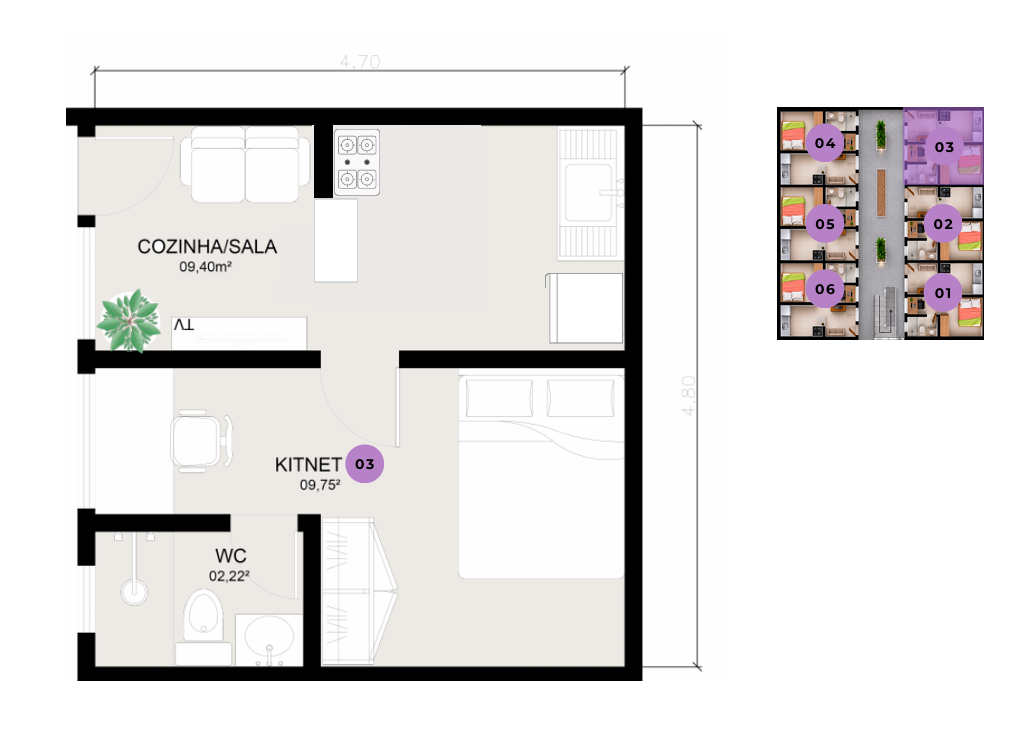 4.70
COZINHA/SALA
09,40m²
TV
4.80
KITNET 03
09,75²
WC
02,22²
04
03
05
02
06
01